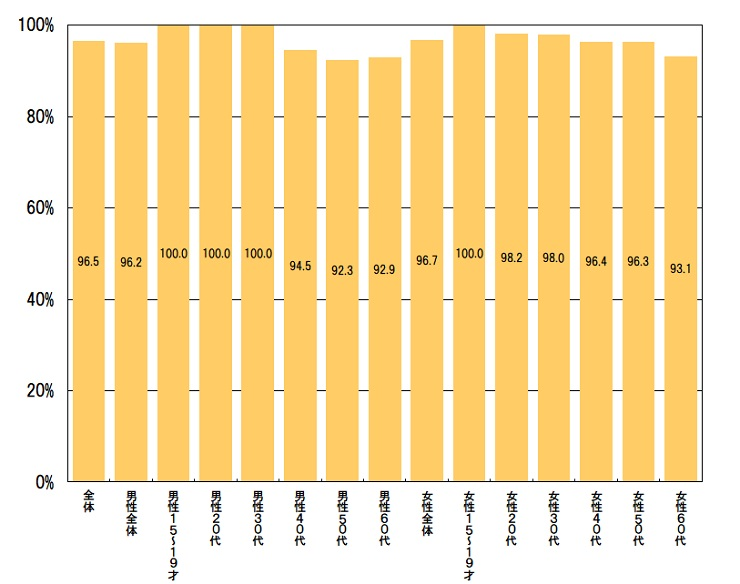 100%
80%
60%
40%
20%
0%
96.5
96.2
100.0
100.0
100.0
94.5
92.3
92.9
96.7
100.0
98.2
98.0
96.4
96.3
93.1
全体
男性全体
男性15～19才
男性20代
男性30代
男性40代
男性50代
男性60代
女性全体
女性15～19才
女性20代
女性30代
女性40代
女性50代
女性60代